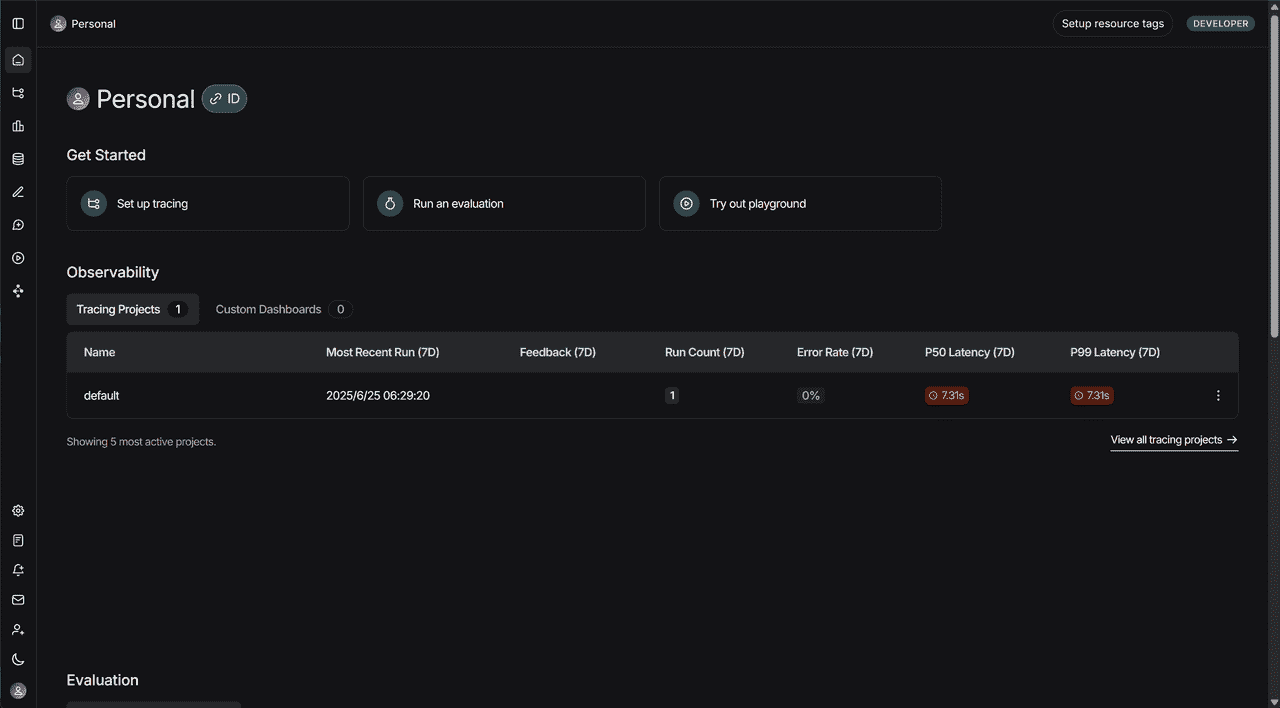 Personal
Setup resource tags
DEVELOPER
Personal
ID
Get Started
Set up tracing
Run an evaluation
Try out playground
Observability
Tracing Projects 1
Custom Dashboards 0
Name Most Recent Run (7D) Feedback (7D) Run Count (7D) Error Rate (7D) P50 Latency (7D) P99 Latency (7D)
default 2025/6/25 06:29:20 1 0% 7.31s 7.31s
Showing 5 most active projects.
View all tracing projects →
Evaluation